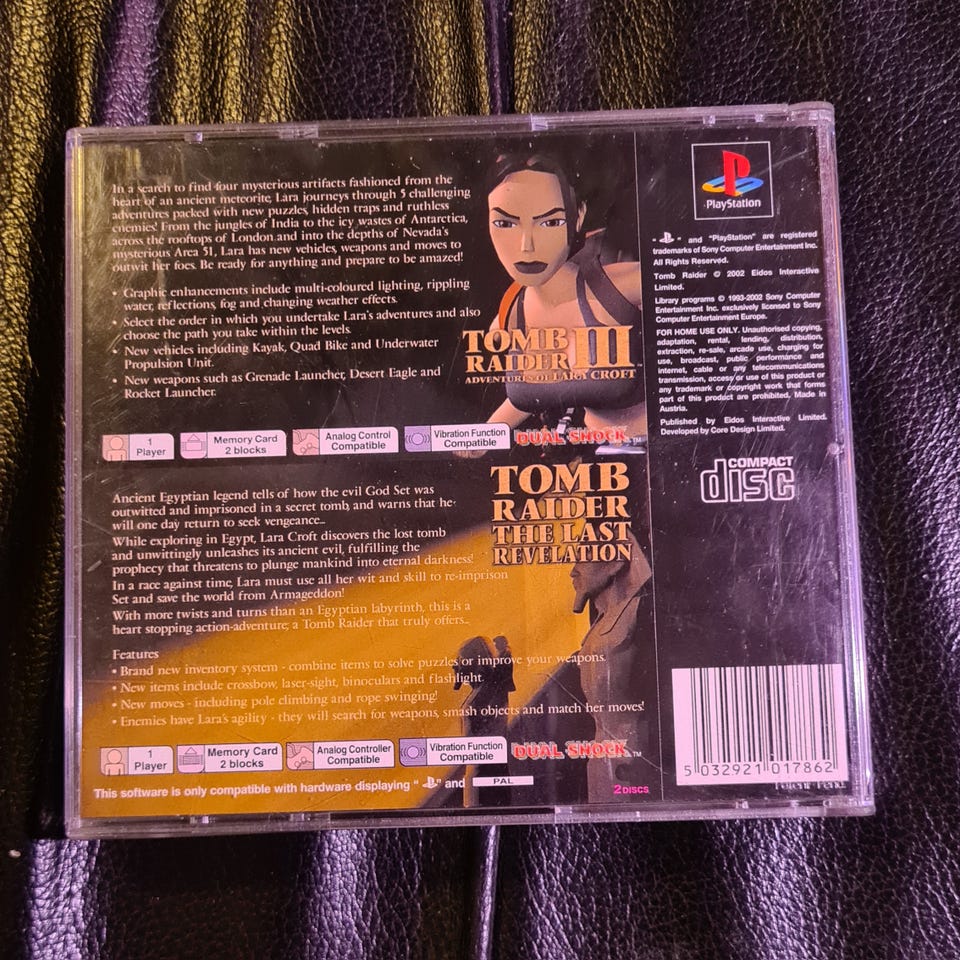 In a search to find four mysterious artifacts fashioned from the
heart of an ancient meteorite, Lara journeys through 5 challenging
adventures packed with new puzzles, hidden traps and ruthless
enemies! From the jungles of India to the icy wastes of Antarctica,
across the rooftops of London and into the depths of Nevada's
mysterious Area 51, Lara has new vehicles, weapons and moves to
outwit her foes. Be ready for anything and prepare to be amazed!
• Graphic enhancements include multi-coloured lighting, rippling
water, reflections, fog and changing weather effects.
• Select the order in which you undertake Lara's adventures and also
choose the path you take within the levels.
• New vehicles including Kayak, Quad Bike and Underwater
Propulsion Unit.
• New weapons such as Grenade Launcher, Desert Eagle and
Rocket Launcher.
TOMB
RAIDER III
ADVENTURES OF LARA CROFT
1
Player
Memory Card
2 blocks
Analog Control
Compatible
Vibration Function
Compatible
DUAL SHOCK™
TOMB
RAIDER
THE LAST
REVELATION
Ancient Egyptian legend tells of how the evil God Set was
outwitted and imprisoned in a secret tomb, and warns that he
will one day return to seek vengeance...
While exploring in Egypt, Lara Croft discovers the lost tomb
and unwittingly unleashes its ancient evil, fulfilling the
prophecy that threatens to plunge mankind into eternal darkness!
In a race against time, Lara must use all her wit and skill to re-imprison
Set and save the world from Armageddon!
With more twists and turns than an Egyptian labyrinth, this is a
heart stopping action-adventure, a Tomb Raider that truly offers...
Features
• Brand new inventory system - combine items to solve puzzles or improve your weapons.
• New items include crossbow, laser-sight, binoculars and flashlight.
• New moves - including pole climbing and rope swinging!
• Enemies have Lara's agility - they will search for weapons, smash objects and match her moves!
1
Player
Memory Card
2 blocks
Analog Controller
Compatible
Vibration Function
Compatible
DUAL SHOCK™
This software is only compatible with hardware displaying " " and PAL
2 DISCS
PlayStation
" " and "PlayStation" are registered
trademarks of Sony Computer Entertainment Inc.
All Rights Reserved.
Tomb Raider © 2002 Eidos Interactive
Limited.
Library programs © 1993-2002 Sony Computer
Entertainment Inc. exclusively licensed to Sony
Computer Entertainment Europe.
FOR HOME USE ONLY. Unauthorised copying,
adaptation, rental, lending, distribution,
extraction, re-sale, arcade use, charging for
use, broadcast, public performance and
internet, cable or any telecommunications
transmission, access or use of this product or
any trademark or copyright work that forms
part of this product are prohibited. Made in
Austria.
Published by Eidos Interactive Limited.
Developed by Core Design Limited.
COMPACT
disc
5 032921 017862